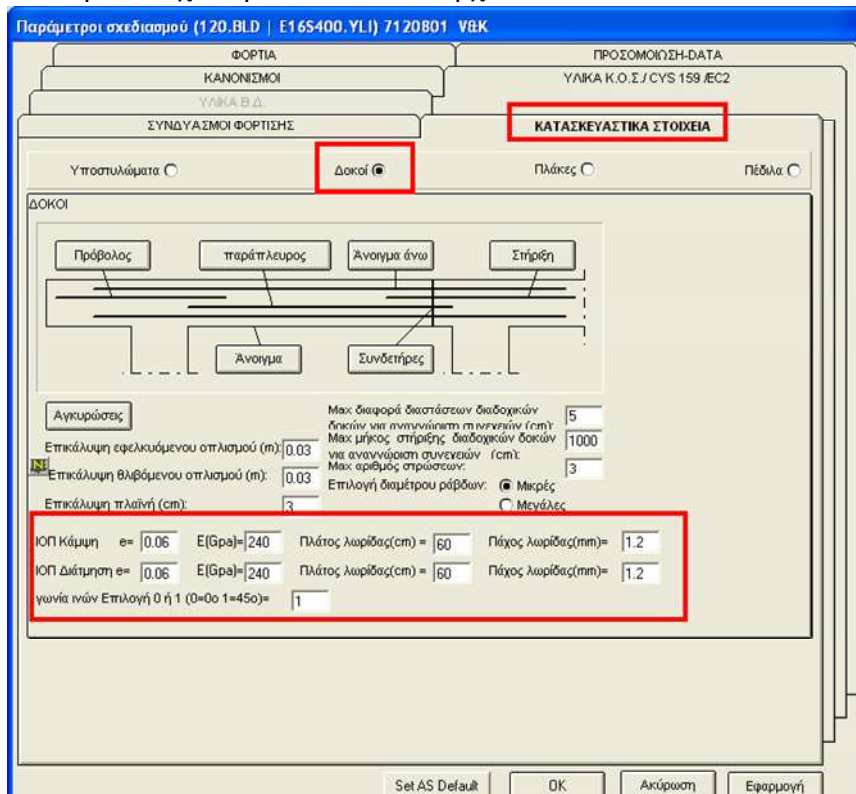 Παράμετροι σχεδιασμού (120.BLD | E16S400.YLI) 7120801 V&K
ΦΟΡΤΙΑ
ΠΡΟΣΟΜΟΙΩΣΗ-DATA
ΚΑΝΟΝΙΣΜΟΙ
ΥΛΙΚΑ Κ.Ο.Σ./ CYS 159 /EC2
ΥΛΙΚΑ Β.Δ.
ΣΥΝΔΥΑΣΜΟΙ ΦΟΡΤΙΣΗΣ
ΚΑΤΑΣΚΕΥΑΣΤΙΚΑ ΣΤΟΙΧΕΙΑ
Υποστυλώματα
Δοκοί
Πλάκες
Πέδιλα
ΔΟΚΟΙ
Πρόβολος
παράπλευρος
Άνοιγμα άνω
Στήριξη
Άνοιγμα
Συνδετήρες
Αγκυρώσεις
Max διαφορά διαστάσεων διαδοχικών
δοκών για αναγνώριση συνεχειών (cm):
5
Επικάλυψη εφελκυόμενου οπλισμού (m):
0.03
Max μήκος στήριξης διαδοχικών δοκών
για αναγνώριση συνεχειών (cm):
1000
Επικάλυψη θλιβόμενου οπλισμού (m):
0.03
Max αριθμός στρώσεων:
3
Επιλογή διαμέτρου ράβδων:
Μικρές
Μεγάλες
Επικάλυψη πλαϊνή (cm):
3
ΙΟΠ Κάμψη e= 0.06 E(Gpa)= 240 Πλάτος λωρίδας(cm) = 60 Πάχος λωρίδας(mm)= 1.2
ΙΟΠ Διάτμηση e= 0.06 E(Gpa)= 240 Πλάτος λωρίδας(cm) = 60 Πάχος λωρίδας(mm)= 1.2
γωνία ινών Επιλογή 0 ή 1 (0=0ο 1=45ο)= 1
Set AS Default
OK
Ακύρωση
Εφαρμογή